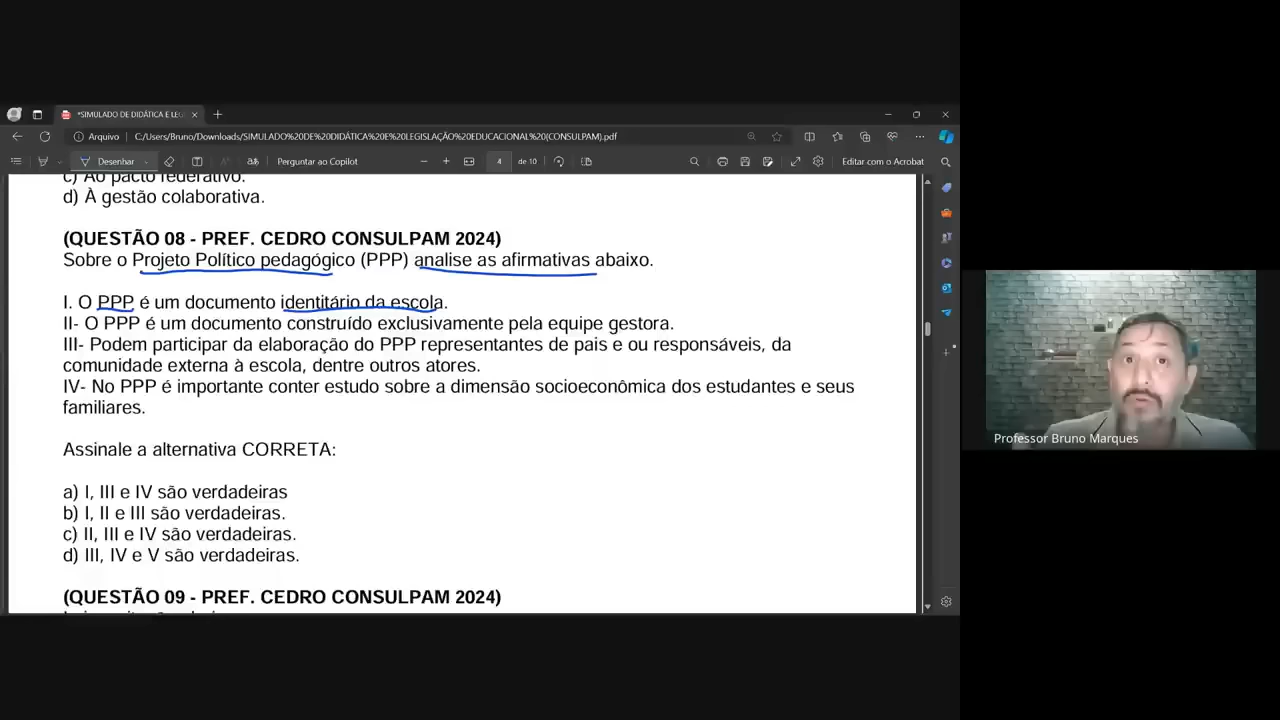 *SIMULADO DE DIDÁTICA E LEG
Arquivo
C:/Users/Bruno/Downloads/SIMULADO%20DE%20DIDÁTICA%20E%20LEGISLAÇÃO%20EDUCACIONAL%20(CONSULPAM).pdf
Desenhar
Perguntar ao Copilot
4
de 10
Editar com o Acrobat
c) Ao pacto federativo.
d) À gestão colaborativa.
(QUESTÃO 08 - PREF. CEDRO CONSULPAM 2024)
Sobre o Projeto Político pedagógico (PPP) analise as afirmativas abaixo.
I. O PPP é um documento identitário da escola.
II- O PPP é um documento construído exclusivamente pela equipe gestora.
III- Podem participar da elaboração do PPP representantes de pais e ou responsáveis, da
comunidade externa à escola, dentre outros atores.
IV- No PPP é importante conter estudo sobre a dimensão socioeconômica dos estudantes e seus
familiares.
Assinale a alternativa CORRETA:
a) I, III e IV são verdadeiras
b) I, II e III são verdadeiras.
c) II, III e IV são verdadeiras.
d) III, IV e V são verdadeiras.
(QUESTÃO 09 - PREF. CEDRO CONSULPAM 2024)
Professor Bruno Marques